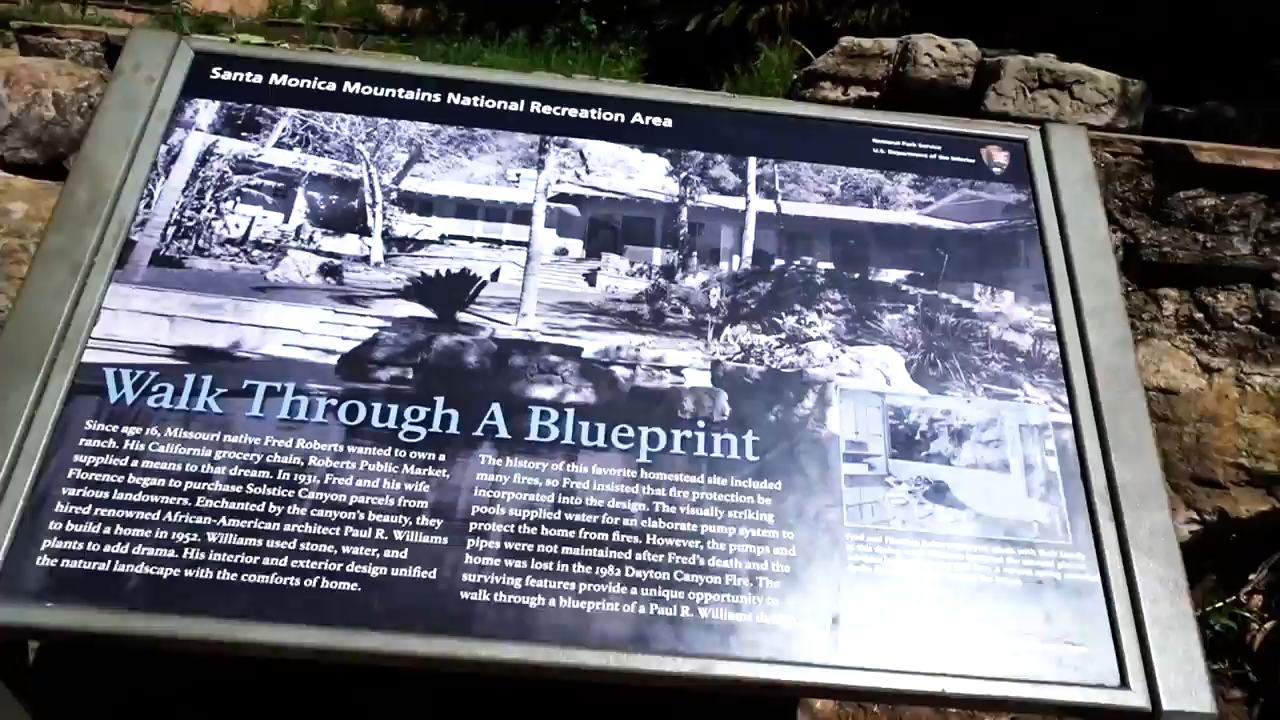 Santa Monica Mountains National Recreation Area
National Park Service
U.S. Department of the Interior
Walk Through A Blueprint
Since age 16, Missouri native Fred Roberts wanted to own a
ranch. His California grocery chain, Roberts Public Market,
supplied a means to that dream. In 1931, Fred and his wife
Florence began to purchase Solstice Canyon parcels from
various landowners. Enchanted by the canyon's beauty, they
hired renowned African-American architect Paul R. Williams
to build a home in 1952. Williams used stone, water, and
plants to add drama. His interior and exterior design unified
the natural landscape with the comforts of home.
The history of this favorite homestead site included
many fires, so Fred insisted that fire protection be
incorporated into the design. The visually striking
pools supplied water for an elaborate pump system to
protect the home from fires. However, the pumps and
pipes were not maintained after Fred's death and the
home was lost in the 1982 Dayton Canyon Fire. The
surviving features provide a unique opportunity to
walk through a blueprint of a Paul R. Williams